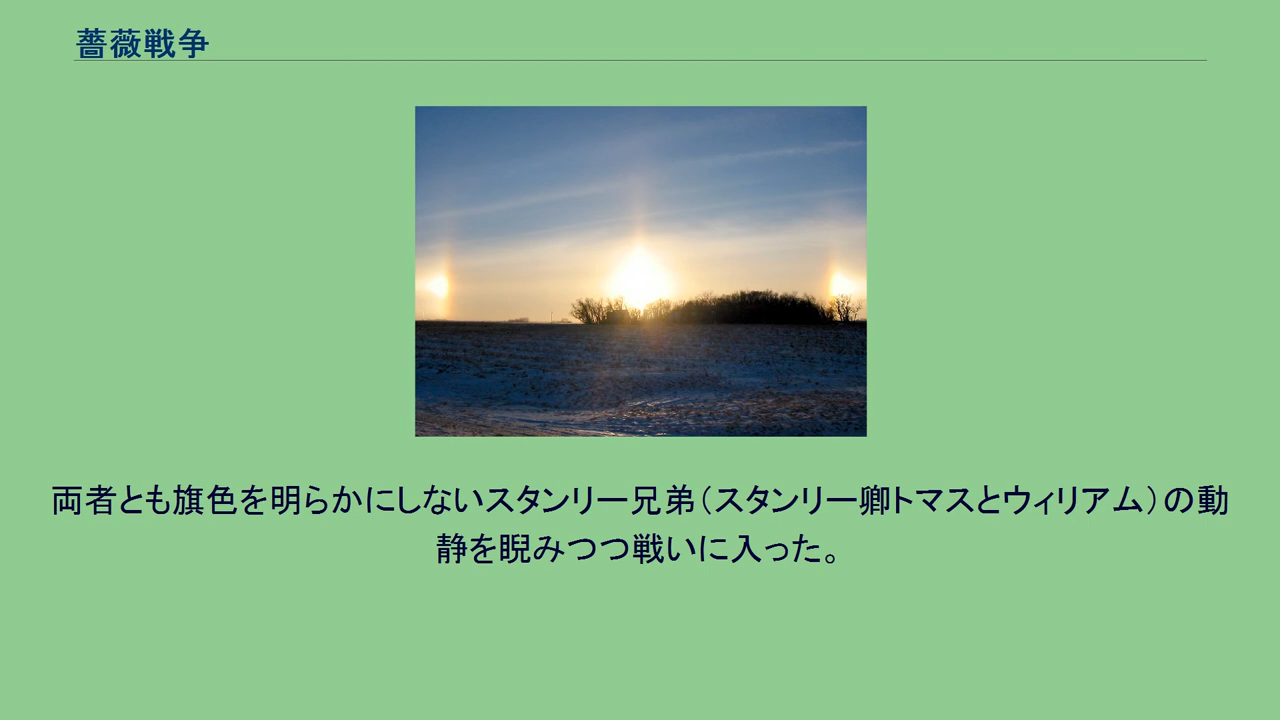 薔薇戦争
両者とも旗色を明らかにしないスタンリー兄弟（スタンリー卿トマスとウィリアム）の動
静を睨みつつ戦いに入った。